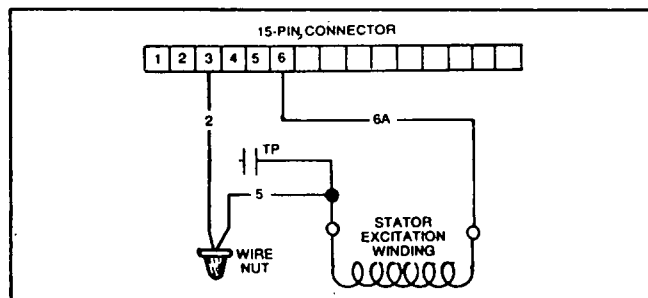 15-PIN CONNECTOR
1 2 3 4 5 6
2
6A
TP
5
STATOR
EXCITATION
WINDING
WIRE
NUT